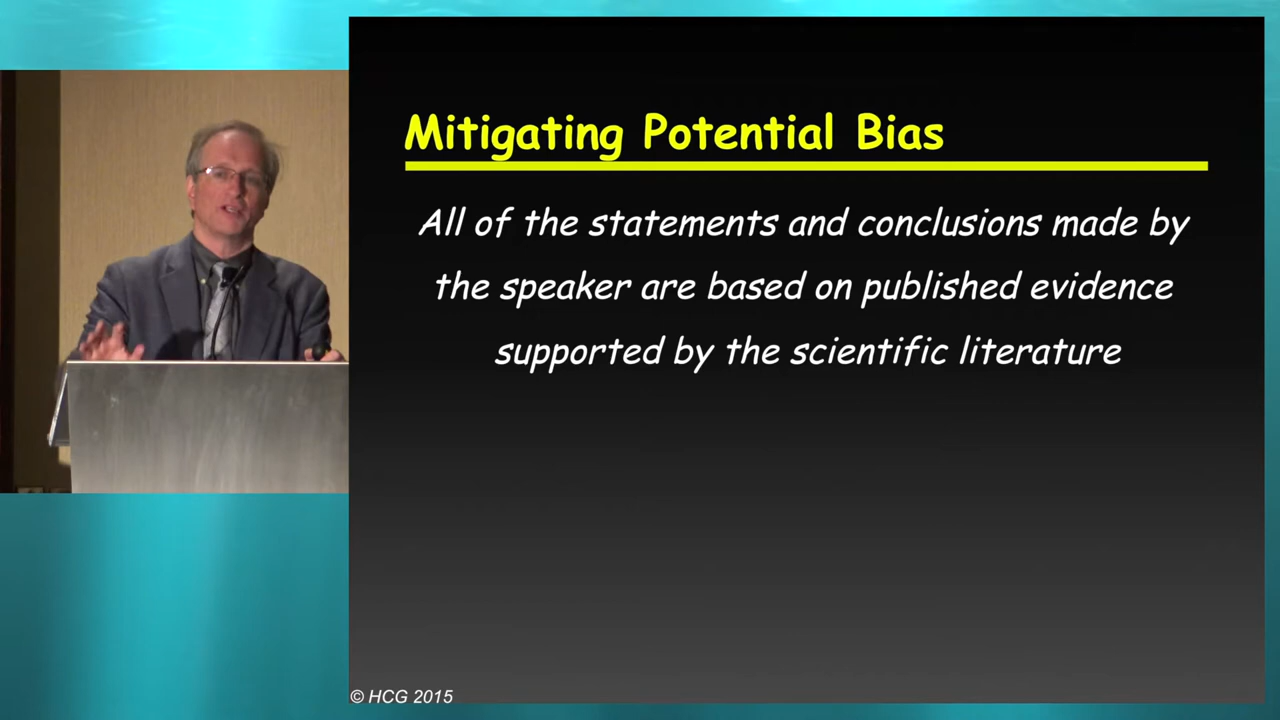 Mitigating Potential Bias
All of the statements and conclusions made by
the speaker are based on published evidence
supported by the scientific literature
© HCG 2015